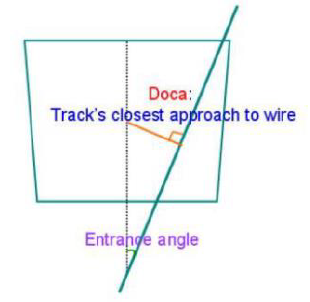 Doca:
Track's closest approach to wire
Entrance angle